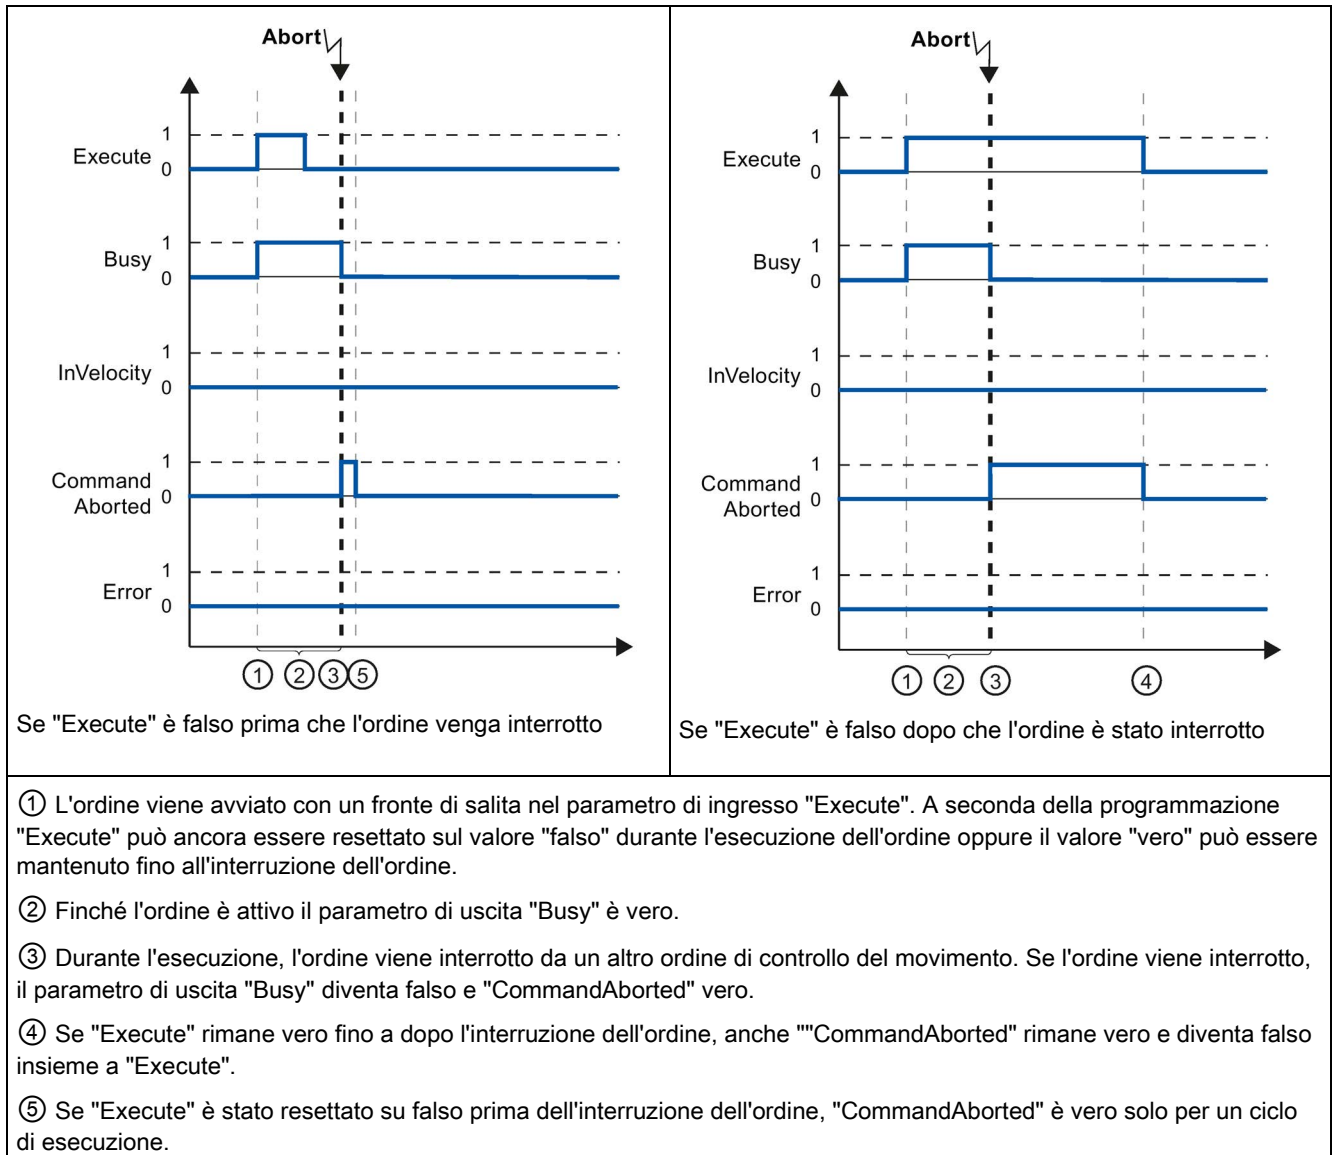 Abort
1
Execute
0
1
Busy
0
1
InVelocity
0
1
Command
Aborted
0
1
Error
0
① ② ③ ⑤
Se "Execute" è falso prima che l'ordine venga interrotto
Abort
1
Execute
0
1
Busy
0
1
InVelocity
0
1
Command
Aborted
0
1
Error
0
① ② ③ ④
Se "Execute" è falso dopo che l'ordine è stato interrotto
① L'ordine viene avviato con un fronte di salita nel parametro di ingresso "Execute". A seconda della programmazione
"Execute" può ancora essere resettato sul valore "falso" durante l'esecuzione dell'ordine oppure il valore "vero" può essere
mantenuto fino all'interruzione dell'ordine.
② Finché l'ordine è attivo il parametro di uscita "Busy" è vero.
③ Durante l'esecuzione, l'ordine viene interrotto da un altro ordine di controllo del movimento. Se l'ordine viene interrotto,
il parametro di uscita "Busy" diventa falso e "CommandAborted" vero.
④ Se "Execute" rimane vero fino a dopo l'interruzione dell'ordine, anche ""CommandAborted" rimane vero e diventa falso
insieme a "Execute".
⑤ Se "Execute" è stato resettato su falso prima dell'interruzione dell'ordine, "CommandAborted" è vero solo per un ciclo
di esecuzione.